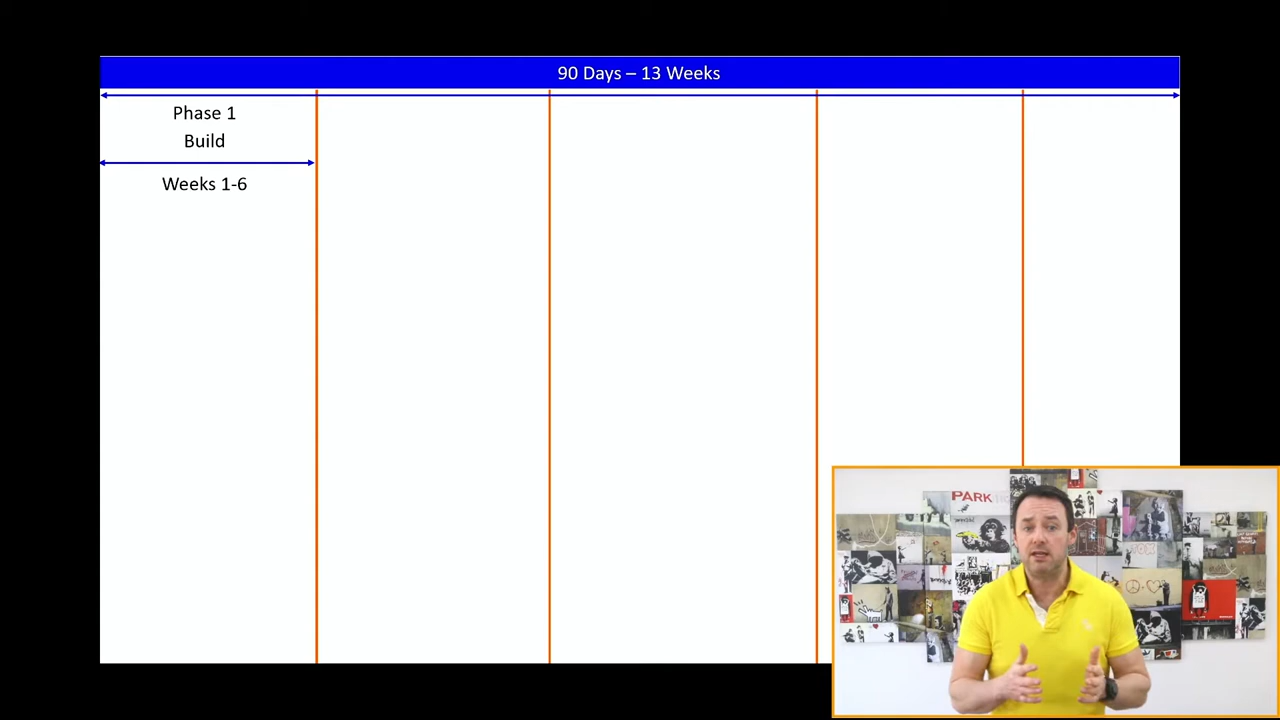 90 Days – 13 Weeks
Phase 1
Build
Weeks 1-6
PARK